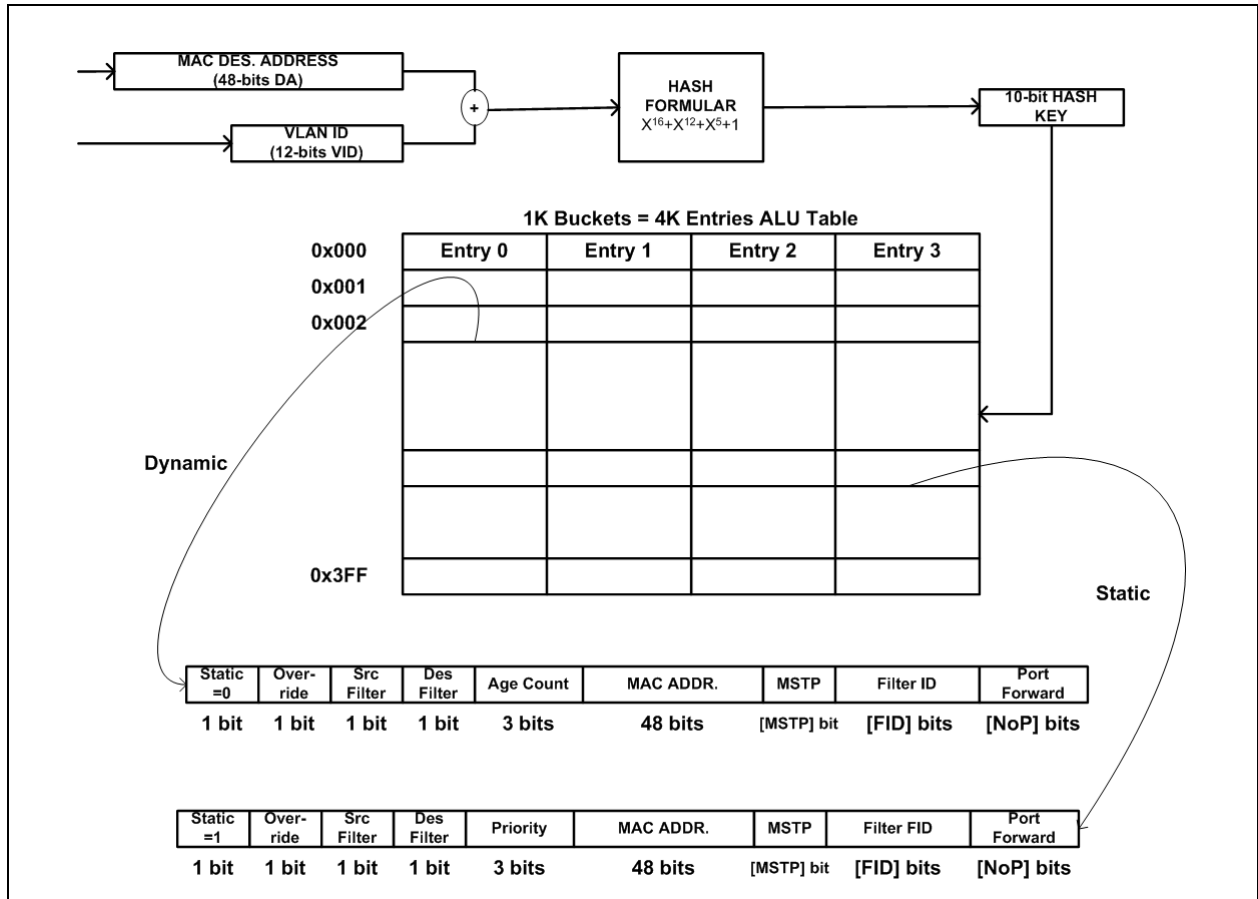 MAC DES. ADDRESS
(48-bits DA)
VLAN ID
(12-bits VID)
+
HASH
FORMULAR
X¹⁶+X¹²+X⁵+1
10-bit HASH
KEY
1K Buckets = 4K Entries ALU Table
0x000 Entry 0 Entry 1 Entry 2 Entry 3
0x001
0x002
Dynamic
0x3FF
Static
Static Over- Src Des Age Count MAC ADDR. MSTP Filter ID Port
=0 ride Filter Filter Forward
1 bit 1 bit 1 bit 1 bit 3 bits 48 bits [MSTP] bit [FID] bits [NoP] bits
Static Over- Src Des Priority MAC ADDR. MSTP Filter FID Port
=1 ride Filter Filter Forward
1 bit 1 bit 1 bit 1 bit 3 bits 48 bits [MSTP] bit [FID] bits [NoP] bits